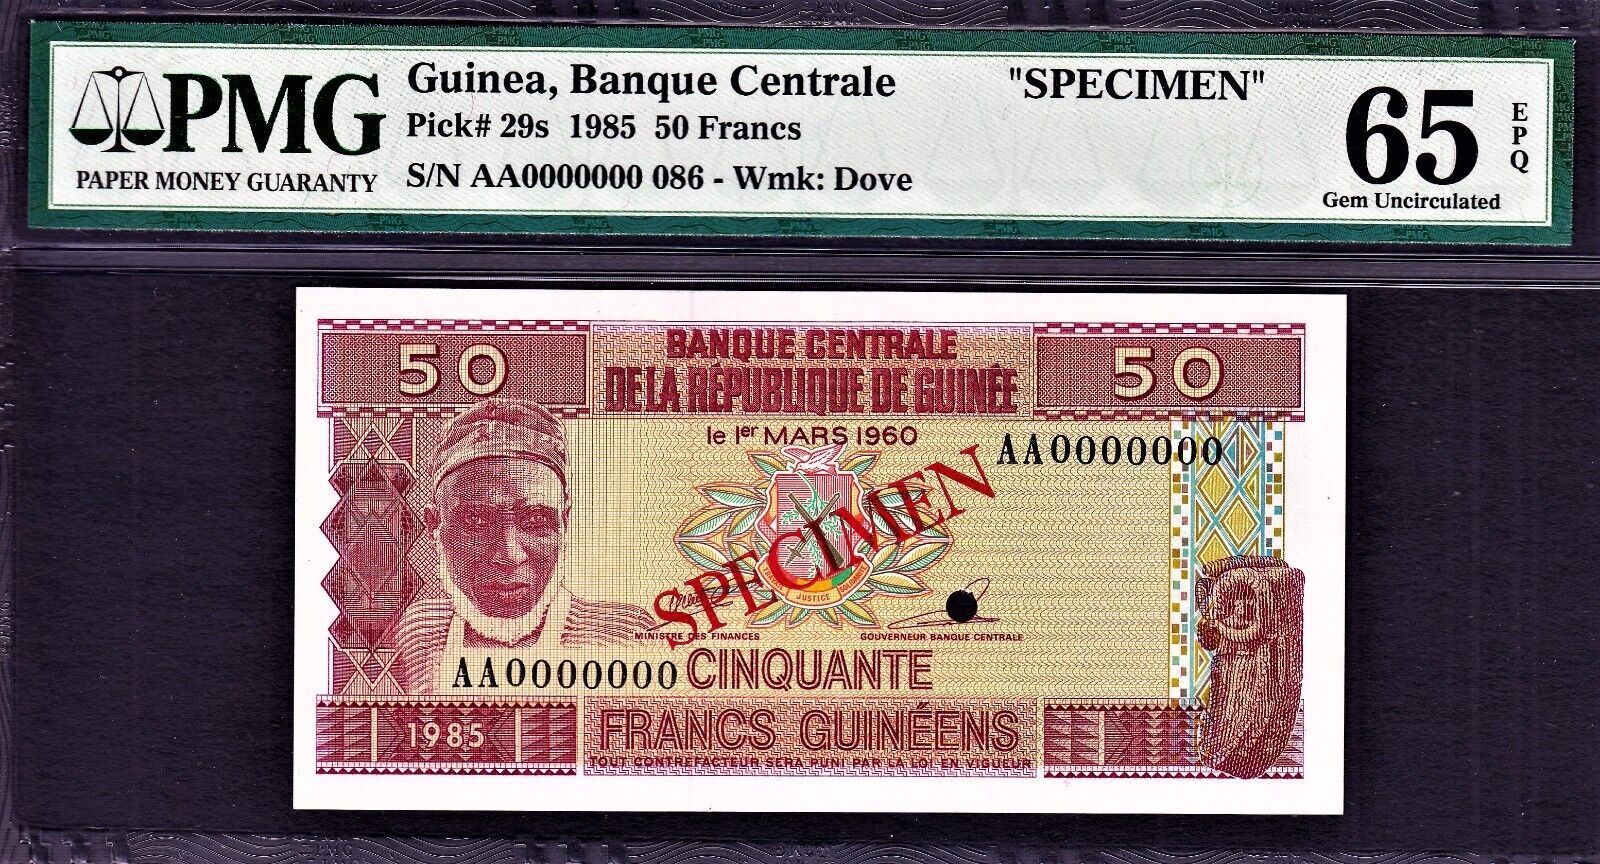 PMG
PAPER MONEY GUARANTY
Guinea, Banque Centrale "SPECIMEN"
Pick# 29s 1985 50 Francs
S/N AA0000000 086 - Wmk: Dove
65
EPQ
Gem Uncirculated
50 BANQUE CENTRALE 50
DE LA RÉPUBLIQUE DE GUINÉE
le 1er MARS 1960
AA0000000
SPECIMEN
JUSTICE
MINISTRE DES FINANCES GOUVERNEUR BANQUE CENTRALE
AA0000000 CINQUANTE
1985 FRANCS GUINÉENS
TOUT CONTREFACTEUR SERA PUNI PAR LA LOI EN VIGUEUR